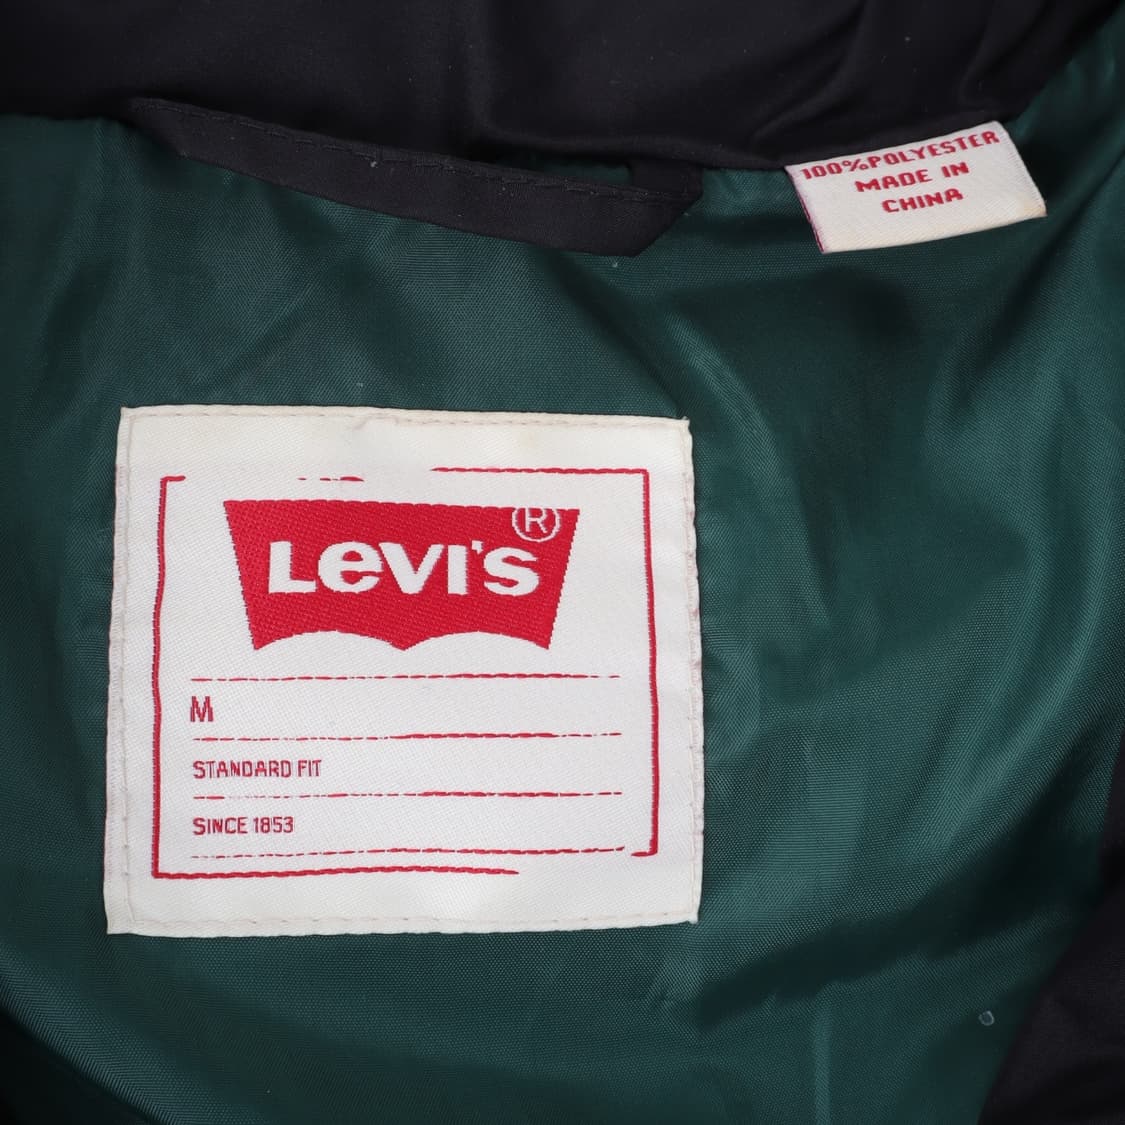 100%POLYESTER
MADE IN
CHINA
Levi's®
M
STANDARD FIT
SINCE 1853